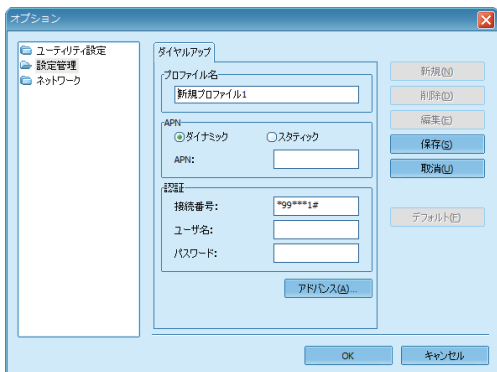 オプション
ユーティリティ設定
設定管理
ネットワーク
ダイヤルアップ
プロファイル名
新規プロファイル1
APN
ダイナミック スタティック
APN:
認証
接続番号: *99***1#
ユーザ名:
パスワード:
アドバンス(A)...
新規(N)
削除(D)
編集(E)
保存(S)
取消(U)
デフォルト(F)
OK キャンセル